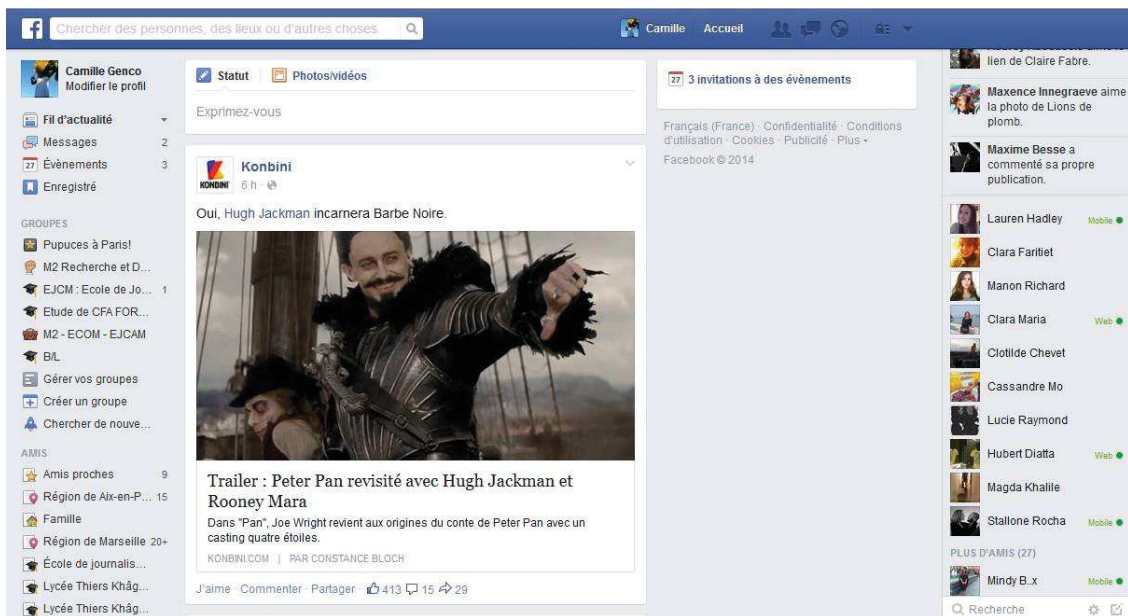 Chercher des personnes, des lieux ou d'autres choses
Camille Accueil
Camille Genco
Modifier le profil
Fil d'actualité
Messages 2
Évènements 3
Enregistré
GROUPES
Pupuces à Paris!
M2 Recherche et D...
EJCM : Ecole de Jo... 1
Etude de CFA FOR...
M2 - ECOM - EJCAM
B/L
Gérer vos groupes
Créer un groupe
Chercher de nouve...
AMIS
Amis proches 9
Région de Aix-en-P... 15
Famille
Région de Marseille 20+
École de journalis...
Lycée Thiers Khâg...
Lycée Thiers Khâg...
Statut Photos/vidéos
Exprimez-vous
KONBINI
Konbini
6 h
Oui, Hugh Jackman incarnera Barbe Noire.
Trailer : Peter Pan revisité avec Hugh Jackman et
Rooney Mara
Dans "Pan", Joe Wright revient aux origines du conte de Peter Pan avec un
casting quatre étoiles.
KONBINI.COM | PAR CONSTANCE BLOCH
J'aime · Commenter · Partager · 413 15 29
27 3 invitations à des évènements
Français (France) · Confidentialité · Conditions
d'utilisation · Cookies · Publicité · Plus
Facebook © 2014
lien de Claire Fabre.
Maxence Innegraeve aime
la photo de Lions de
plomb.
Maxime Besse a
commenté sa propre
publication.
Lauren Hadley Mobile
Clara Faritiet
Manon Richard
Clara Maria Web
Clotilde Chevet
Cassandre Mo
Lucie Raymond
Hubert Diatta Web
Magda Khalile
Stallone Rocha Mobile
PLUS D'AMIS (27)
Mindy B..x Mobile
Recherche